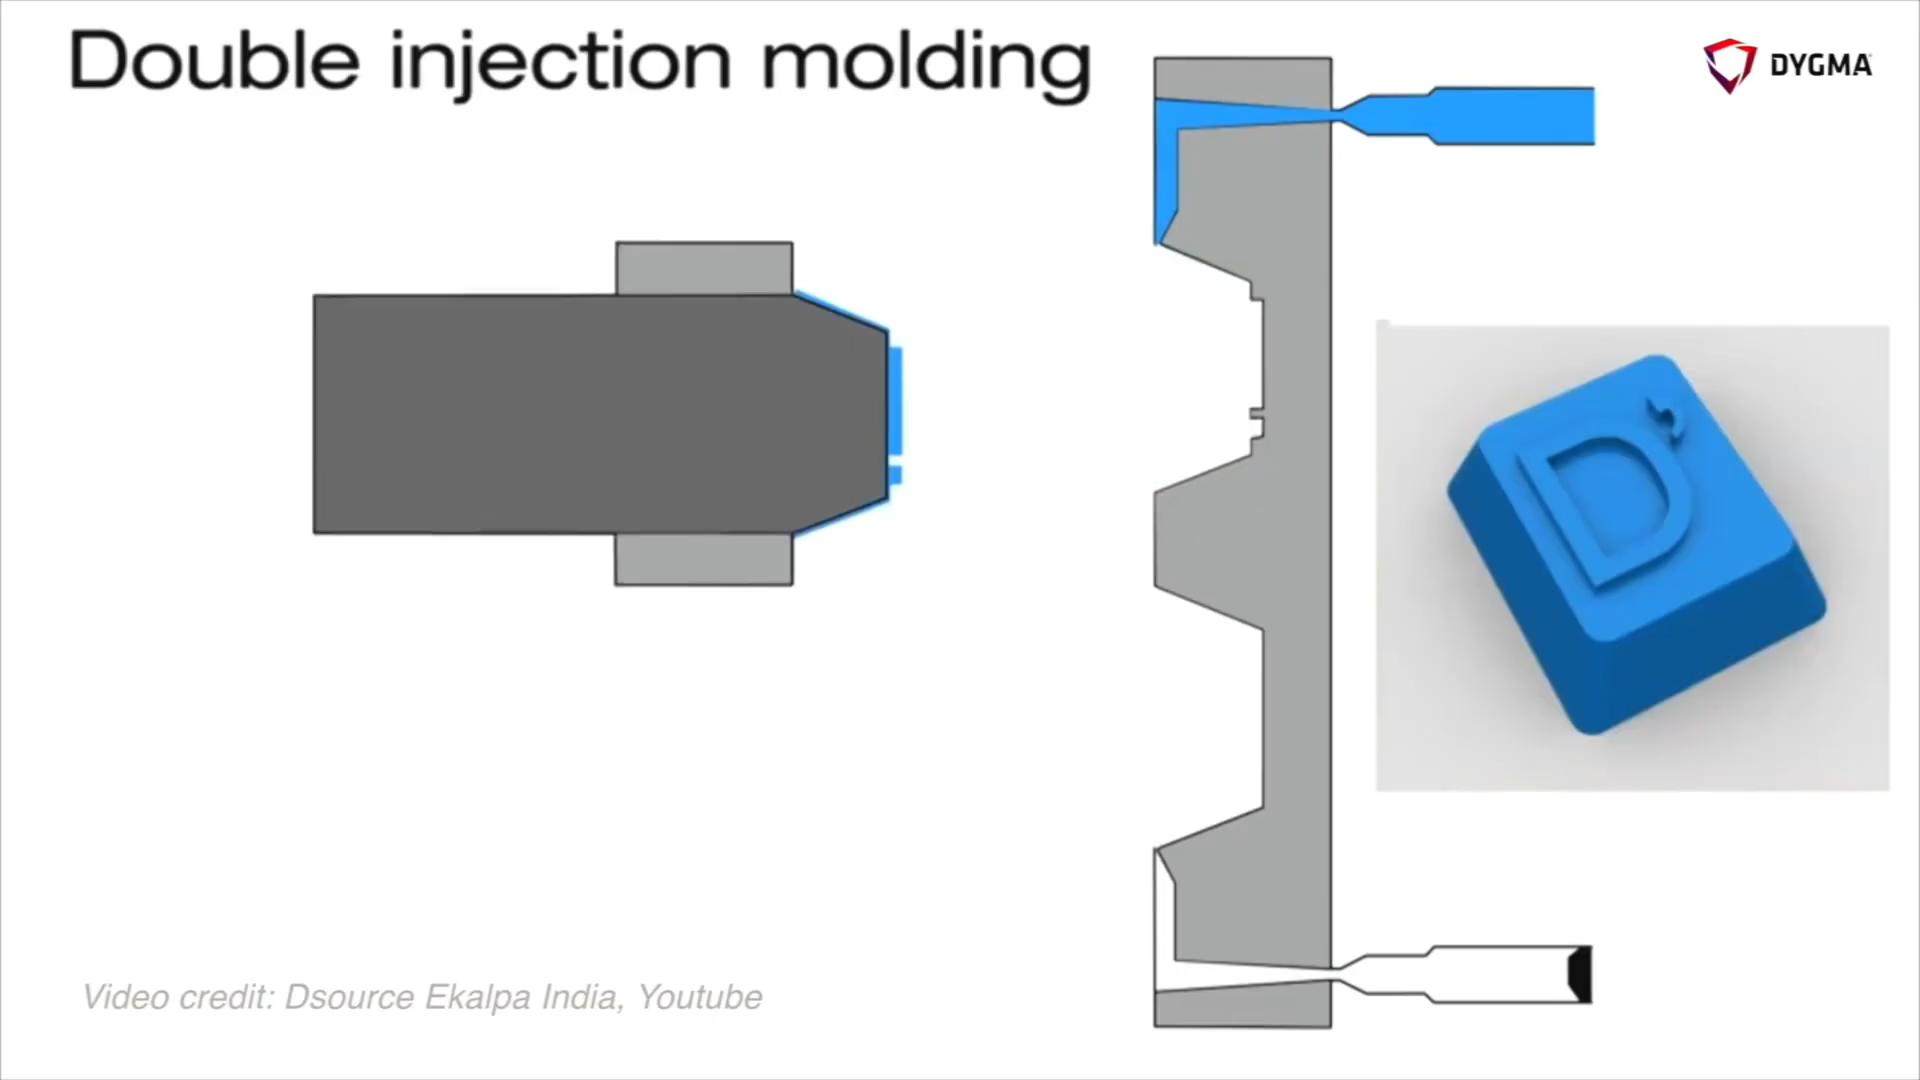 Double injection molding
DYGMA
D
Video credit: Dsource Ekalpa India, Youtube